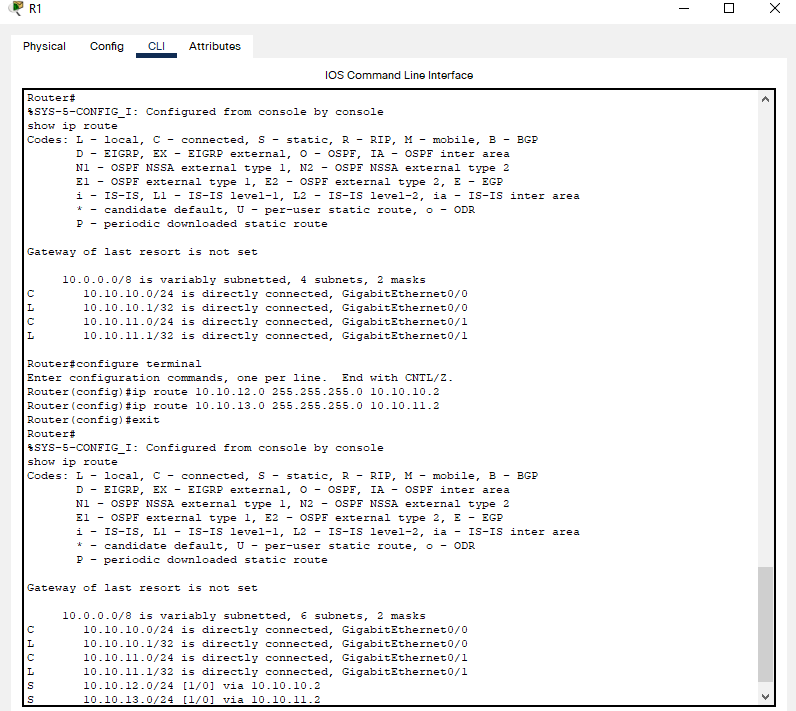 R1
Physical Config CLI Attributes
IOS Command Line Interface
Router#
%SYS-5-CONFIG_I: Configured from console by console
show ip route
Codes: L - local, C - connected, S - static, R - RIP, M - mobile, B - BGP
D - EIGRP, EX - EIGRP external, O - OSPF, IA - OSPF inter area
N1 - OSPF NSSA external type 1, N2 - OSPF NSSA external type 2
E1 - OSPF external type 1, E2 - OSPF external type 2, E - EGP
i - IS-IS, L1 - IS-IS level-1, L2 - IS-IS level-2, ia - IS-IS inter area
* - candidate default, U - per-user static route, o - ODR
P - periodic downloaded static route
Gateway of last resort is not set
10.0.0.0/8 is variably subnetted, 4 subnets, 2 masks
C 10.10.10.0/24 is directly connected, GigabitEthernet0/0
L 10.10.10.1/32 is directly connected, GigabitEthernet0/0
C 10.10.11.0/24 is directly connected, GigabitEthernet0/1
L 10.10.11.1/32 is directly connected, GigabitEthernet0/1
Router#configure terminal
Enter configuration commands, one per line. End with CNTL/Z.
Router(config)#ip route 10.10.12.0 255.255.255.0 10.10.10.2
Router(config)#ip route 10.10.13.0 255.255.255.0 10.10.11.2
Router(config)#exit
Router#
%SYS-5-CONFIG_I: Configured from console by console
show ip route
Codes: L - local, C - connected, S - static, R - RIP, M - mobile, B - BGP
D - EIGRP, EX - EIGRP external, O - OSPF, IA - OSPF inter area
N1 - OSPF NSSA external type 1, N2 - OSPF NSSA external type 2
E1 - OSPF external type 1, E2 - OSPF external type 2, E - EGP
i - IS-IS, L1 - IS-IS level-1, L2 - IS-IS level-2, ia - IS-IS inter area
* - candidate default, U - per-user static route, o - ODR
P - periodic downloaded static route
Gateway of last resort is not set
10.0.0.0/8 is variably subnetted, 6 subnets, 2 masks
C 10.10.10.0/24 is directly connected, GigabitEthernet0/0
L 10.10.10.1/32 is directly connected, GigabitEthernet0/0
C 10.10.11.0/24 is directly connected, GigabitEthernet0/1
L 10.10.11.1/32 is directly connected, GigabitEthernet0/1
S 10.10.12.0/24 [1/0] via 10.10.10.2
S 10.10.13.0/24 [1/0] via 10.10.11.2